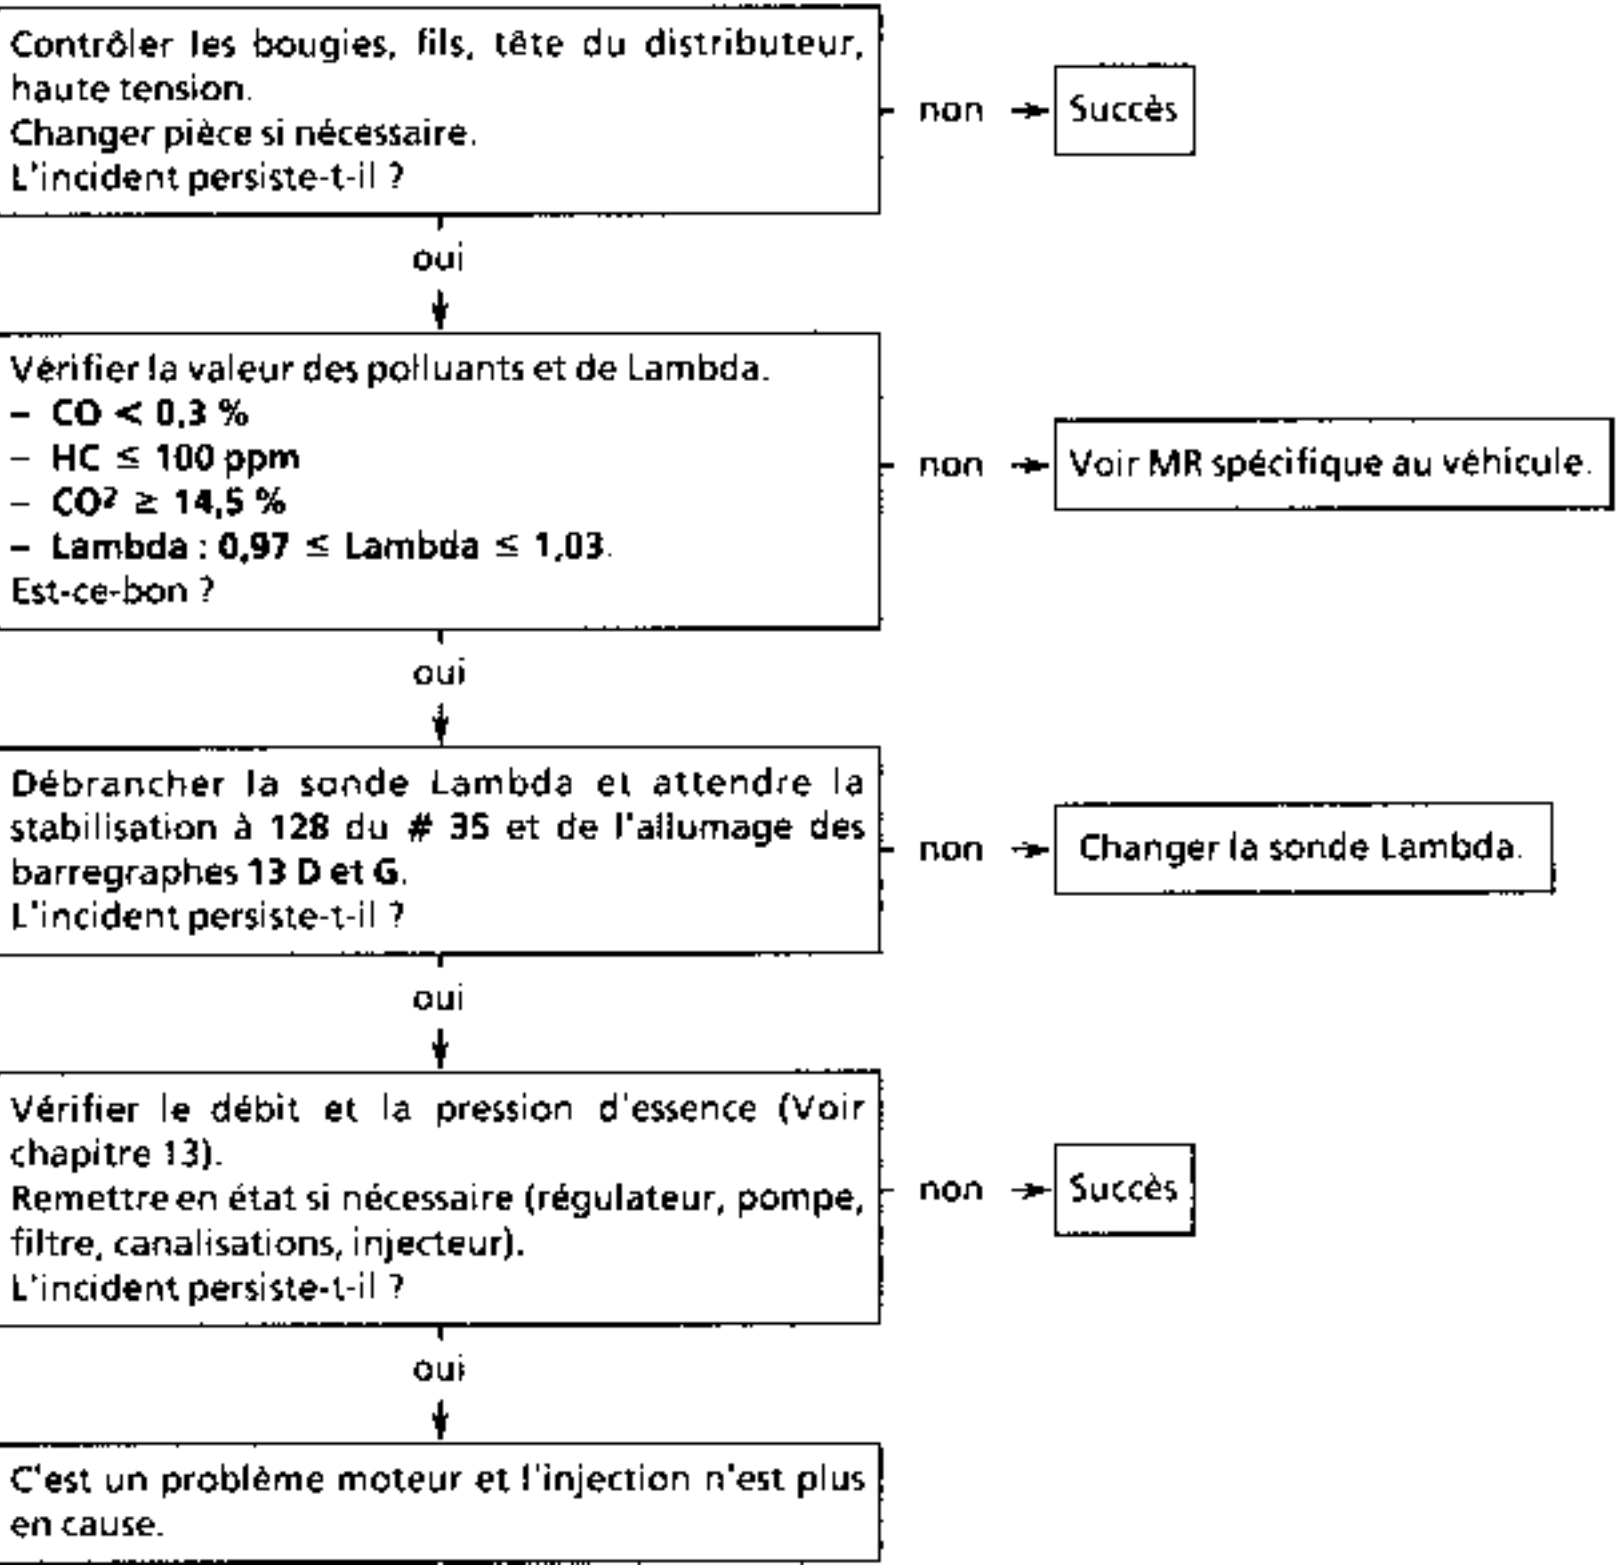 Contrôler les bougies, fils, tête du distributeur,
haute tension.
Changer pièce si nécessaire.
L'incident persiste-t-il ?
non
Succès
oui
Vérifier la valeur des polluants et de Lambda.
– CO < 0,3 %
– HC ≤ 100 ppm
– CO² ≥ 14,5 %
– Lambda : 0,97 ≤ Lambda ≤ 1,03.
Est-ce-bon ?
non
Voir MR spécifique au véhicule.
oui
Débrancher la sonde Lambda et attendre la
stabilisation à 128 du # 35 et de l'allumage des
barregraphes 13 D et G.
L'incident persiste-t-il ?
non
Changer la sonde Lambda.
oui
Vérifier le débit et la pression d'essence (Voir
chapitre 13).
Remettre en état si nécessaire (régulateur, pompe,
filtre, canalisations, injecteur).
L'incident persiste-t-il ?
non
Succès
oui
C'est un problème moteur et l'injection n'est plus
en cause.